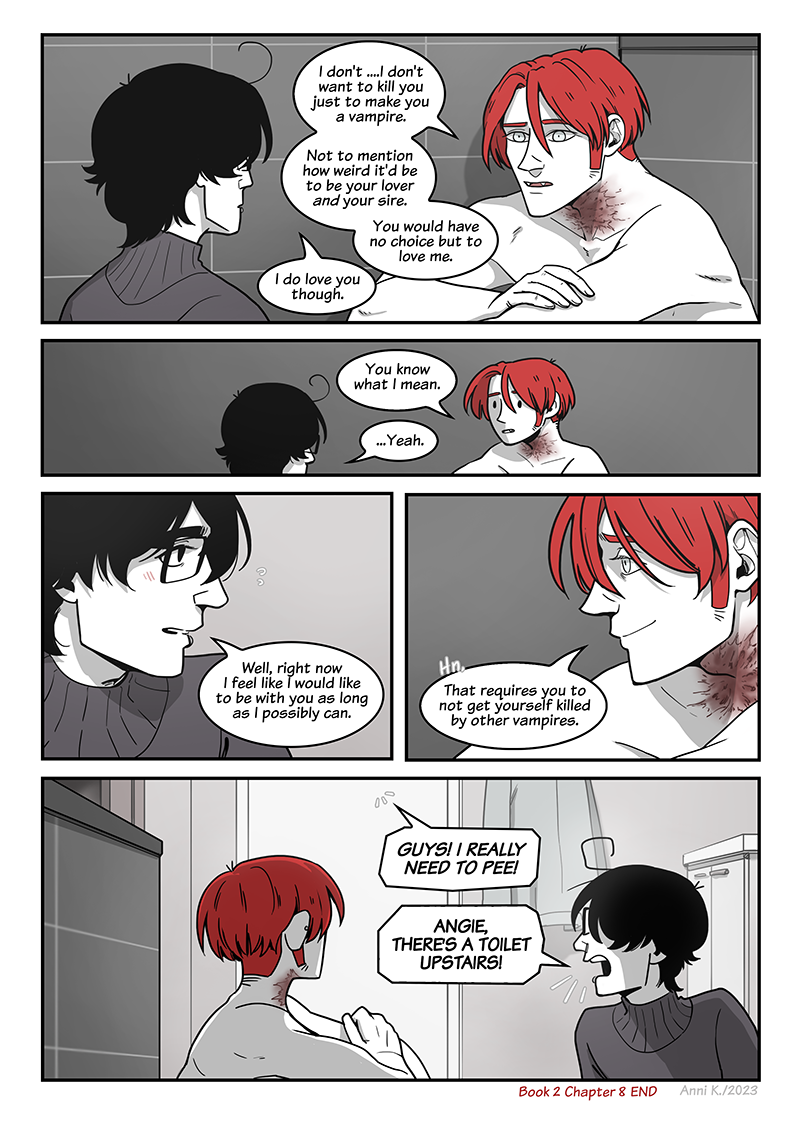 I don't ....I don't
want to kill you
just to make you
a vampire.
Not to mention
how weird it'd be
to be your lover
and your sire.
You would have
no choice but to
love me.
I do love you
though.
You know
what I mean.
...Yeah.
Well, right now
I feel like I would like
to be with you as long
as I possibly can.
??
Hn.
That requires you to
not get yourself killed
by other vampires.
GUYS! I REALLY
NEED TO PEE!
ANGIE,
THERE'S A TOILET
UPSTAIRS!
Book 2 Chapter 8 END
Anni K./2023